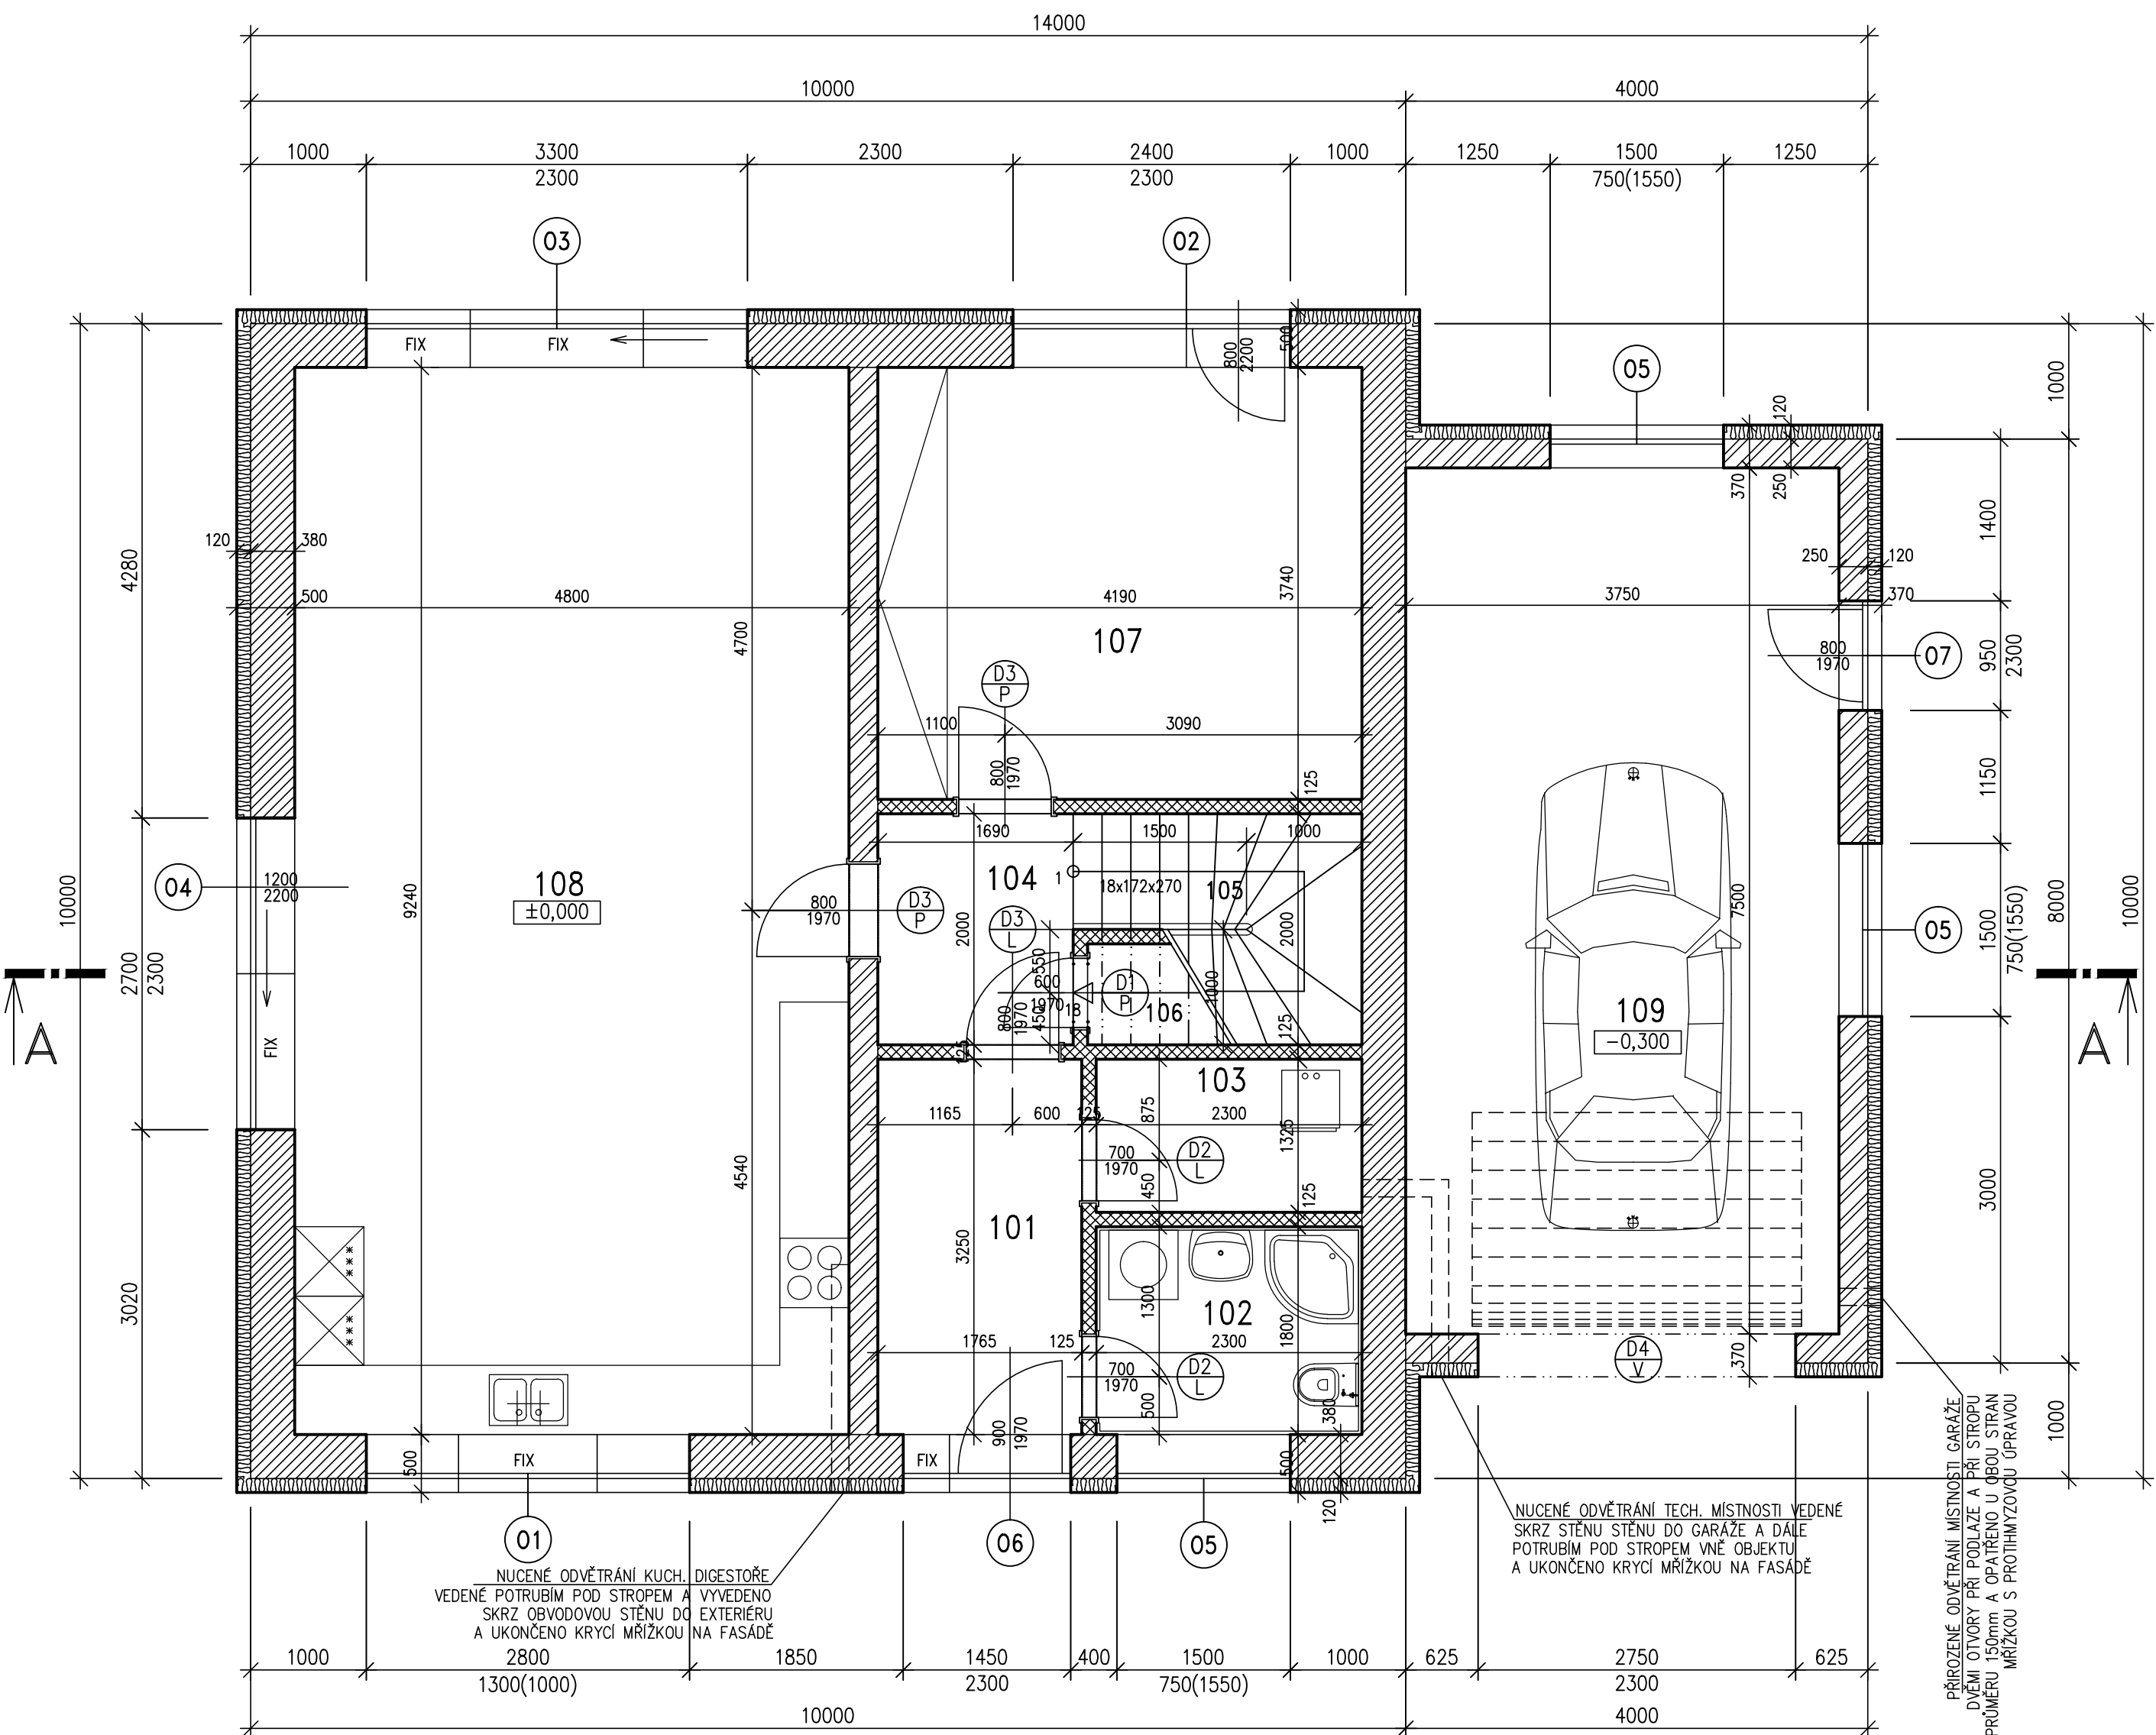 14000
10000 4000
1000 3300 2300 2400 1000 1250 1500 1250
2300 2300 750(1550)
03 02
05
FIX FIX
800
2200
500
120
370 250
1000
120 380
4280
500 4800 4190 3750
250 120
370
1400
3740
4700
107
D3
P
1100 3090
800
1970
125
800
1970
07
950
2300
1150
1690 1500 1000
04
1200
2200
108
±0,000
9240
800
1970
D3
P
104
1
18x172x270
105
D3
L
2000 2000
550
600
1970
450
18
D1
P
106
1000
800
1970
125 125
10000
2700
2300
FIX
A
109
-0,300
7500
05
1500
750(1550)
8000
10000
A
103
1165 600 125 2300
875
1325
700
1970
D2
L
450
125
4540
101
3250
102
1300
1800
1765 125 2300
700
1970
D2
L
500
380
3020
3000
D4
V
370
1000
900
1970
500 FIX FIX 500
120
01 06 05
NUCENÉ ODVĚTRÁNÍ KUCH. DIGESTOŘE
VEDENÉ POTRUBÍM POD STROPEM A VYVEDENO
SKRZ OBVODOVOU STĚNU DO EXTERIÉRU
A UKONČENO KRYCÍ MŘÍŽKOU NA FASÁDĚ
NUCENÉ ODVĚTRÁNÍ TECH. MÍSTNOSTI VEDENÉ
SKRZ STĚNU STĚNU DO GARÁŽE A DÁLE
POTRUBÍM POD STROPEM VNĚ OBJEKTU
A UKONČENO KRYCÍ MŘÍŽKOU NA FASÁDĚ
PŘIROZENÉ ODVĚTRÁNÍ MÍSTNOSTI GARÁŽE
DVĚMI OTVORY PŘI PODLAZE A PŘI STROPU
PRŮMĚRU 150mm A OPATŘENO U OBOU STRAN
MŘÍŽKOU S PROTIHMYZOVOU ÚPRAVOU
1000 2800 1850 1450 400 1500 1000 625 2750 625
1300(1000) 2300 750(1550) 2300
10000 4000